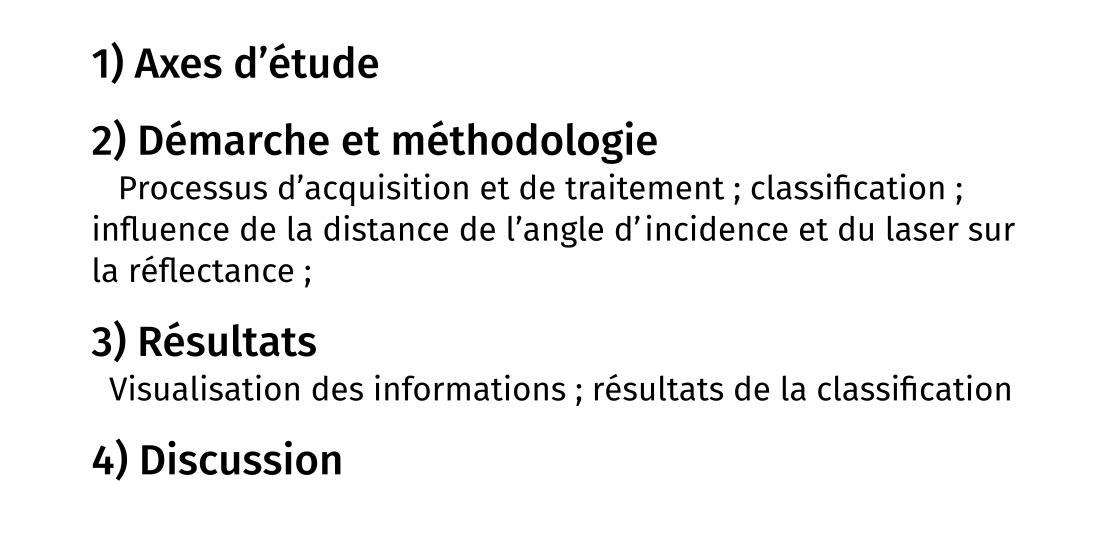 1) Axes d’étude
2) Démarche et méthodologie
Processus d’acquisition et de traitement ; classification ;
influence de la distance de l’angle d’incidence et du laser sur
la réflectance ;
3) Résultats
Visualisation des informations ; résultats de la classification
4) Discussion